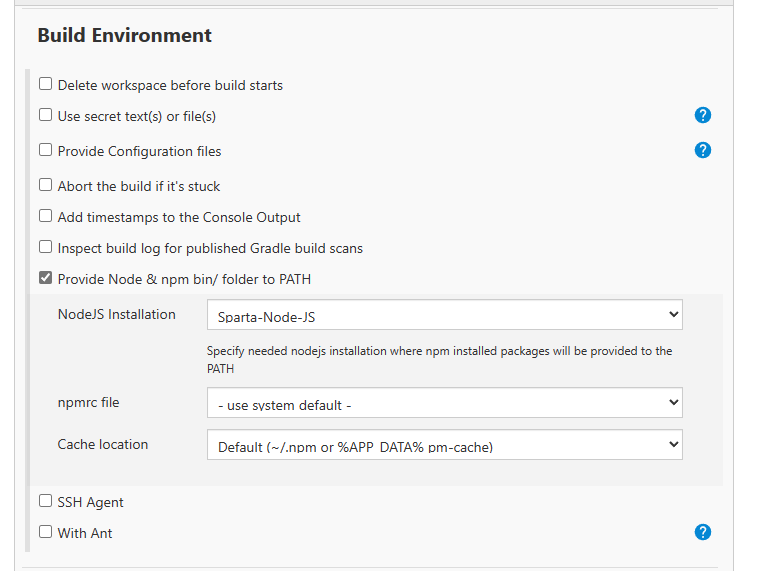 Build Environment
Delete workspace before build starts
Use secret text(s) or file(s)
?
Provide Configuration files
?
Abort the build if it's stuck
Add timestamps to the Console Output
Inspect build log for published Gradle build scans
Provide Node & npm bin/ folder to PATH
NodeJS Installation
Sparta-Node-JS
Specify needed nodejs installation where npm installed packages will be provided to the
PATH
npmrc file
- use system default -
Cache location
Default (~/.npm or %APP_DATA% pm-cache)
SSH Agent
With Ant
?